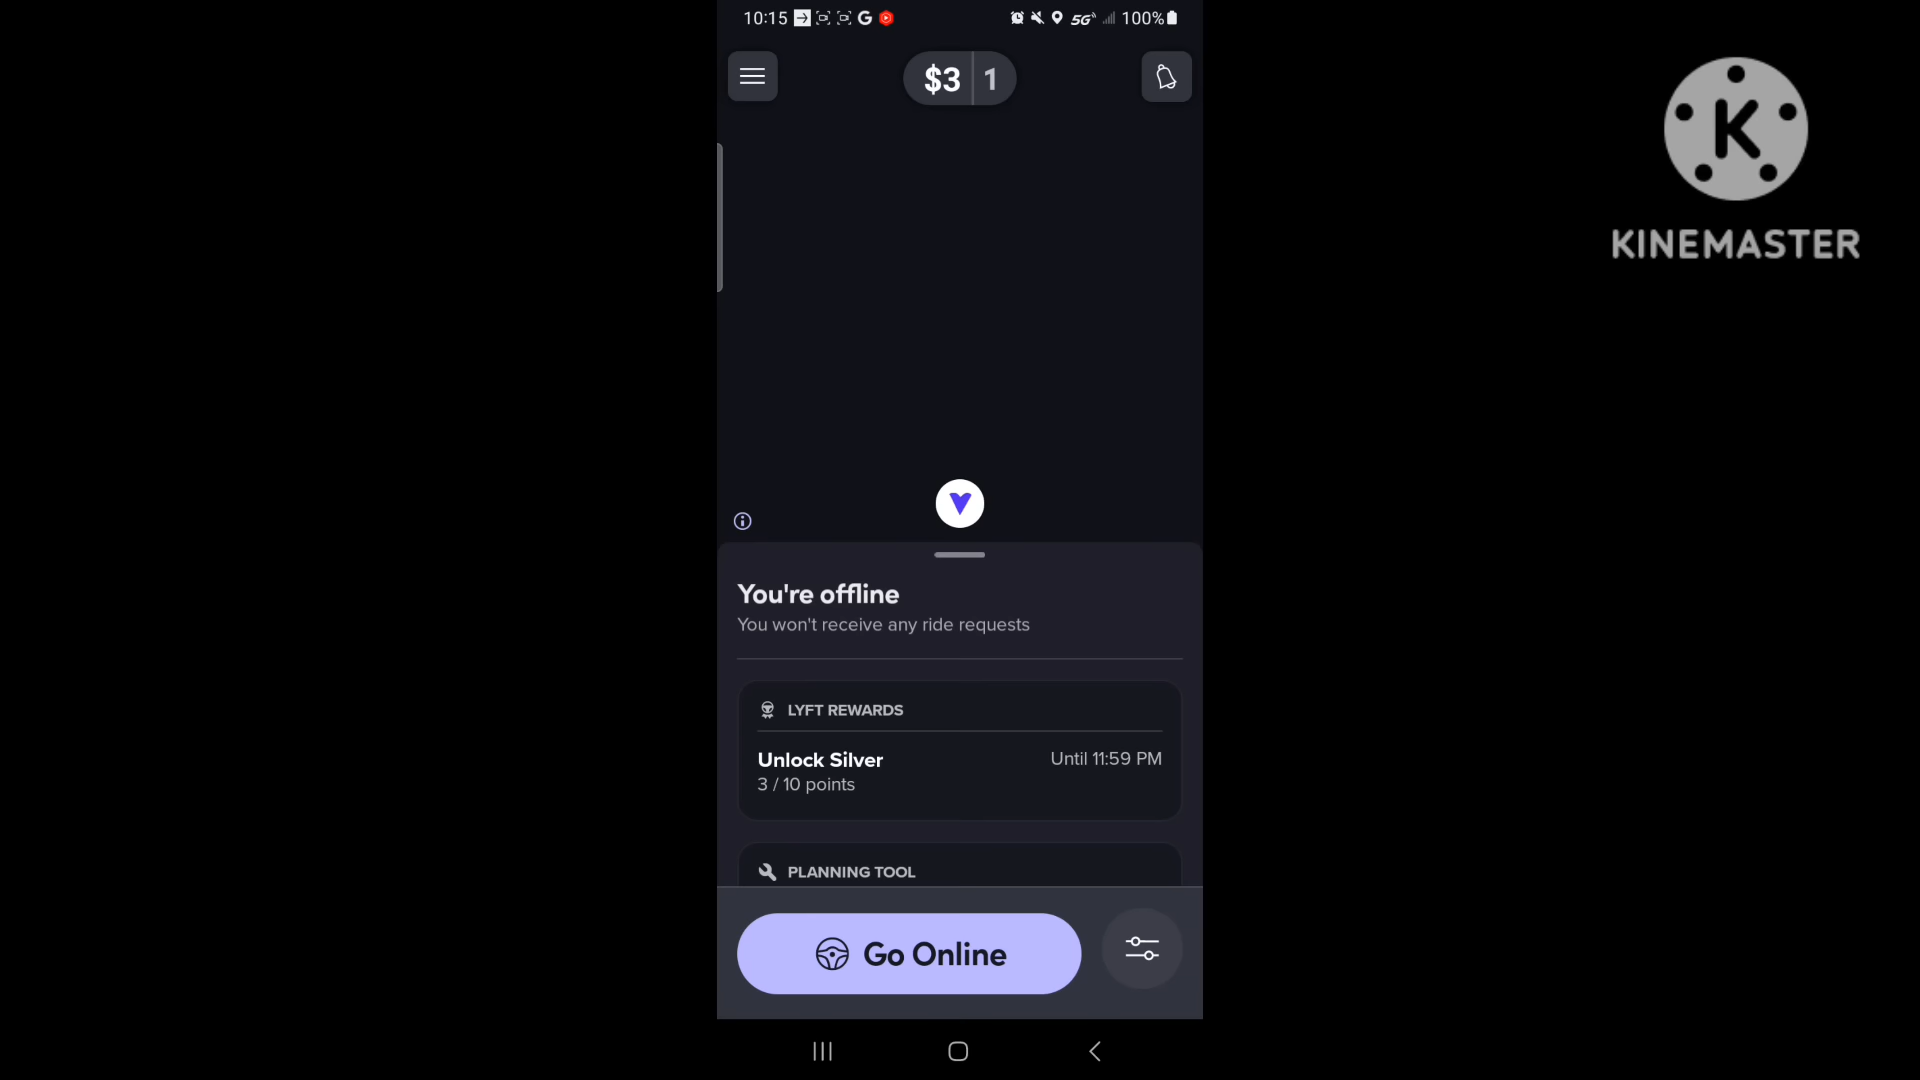 10:15 G 5G 100%
$3 1
K
KINEMASTER
You're offline
You won't receive any ride requests
LYFT REWARDS
Unlock Silver Until 11:59 PM
3 / 10 points
PLANNING TOOL
Go Online